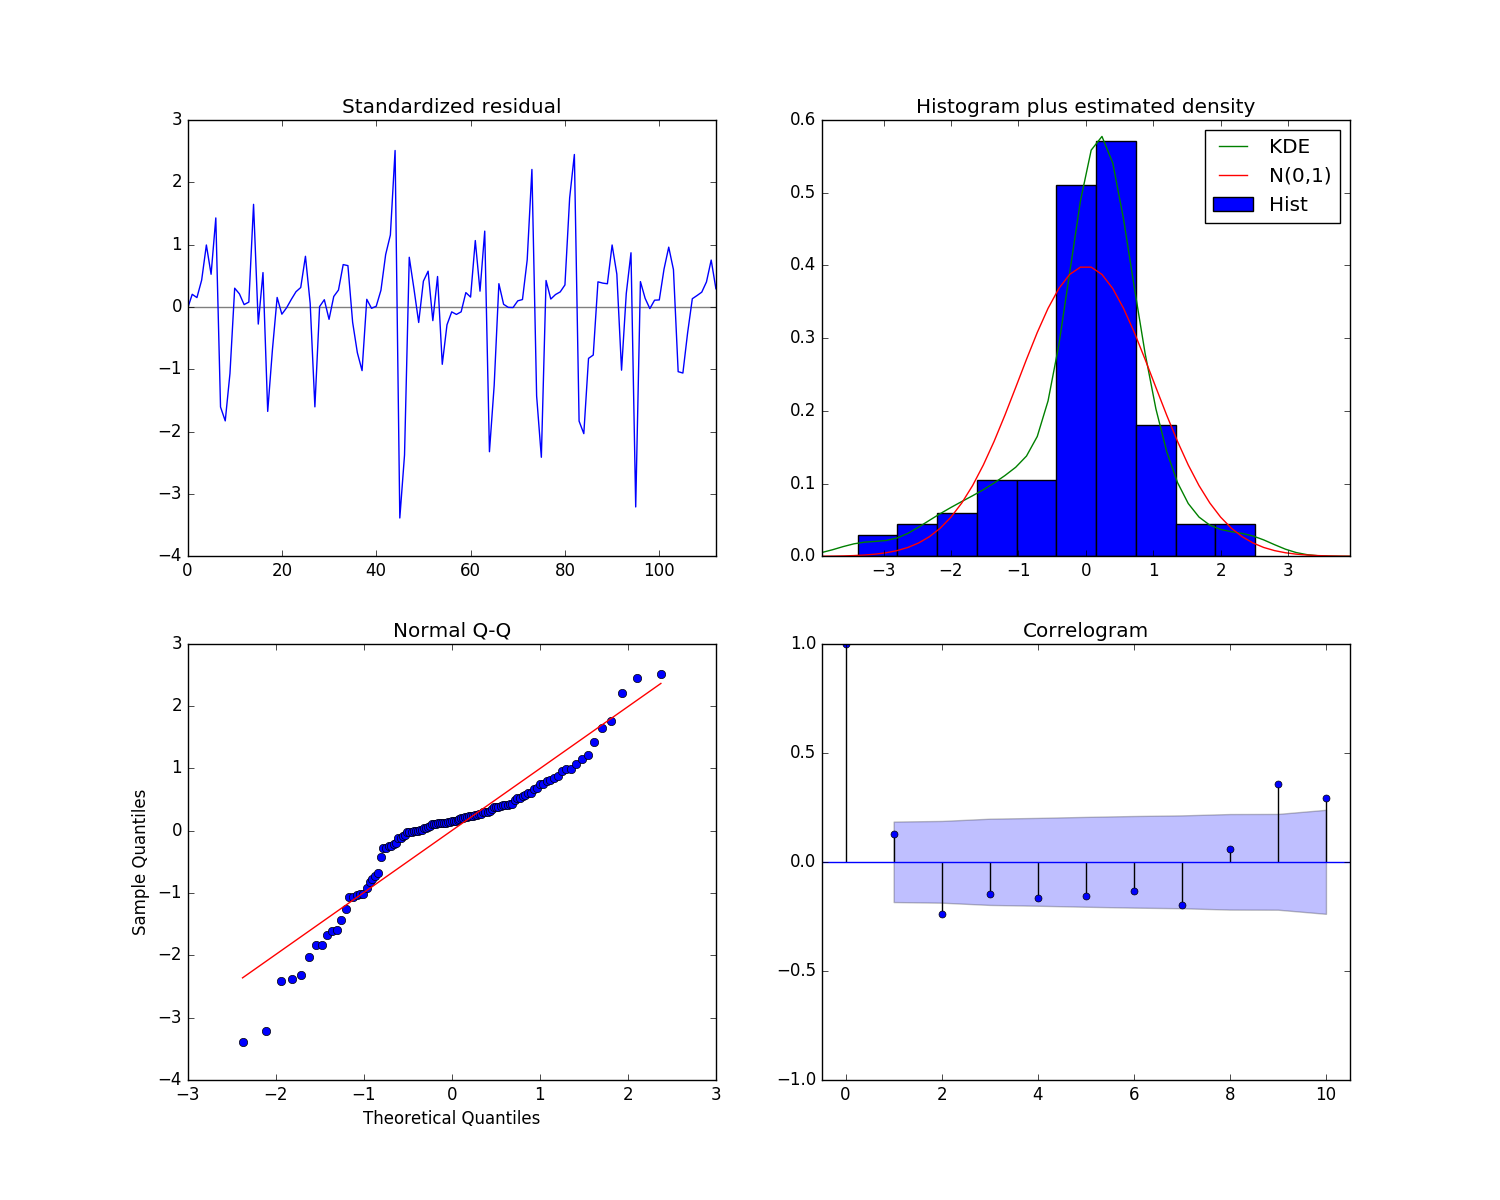 Standardized residual
3
2
1
0
−1
−2
−3
−4
0 20 40 60 80 100
Histogram plus estimated density
0.6
0.5
0.4
0.3
0.2
0.1
0.0
−3 −2 −1 0 1 2 3
KDE
N(0,1)
Hist
Normal Q-Q
Sample Quantiles
3
2
1
0
−1
−2
−3
−4
−3 −2 −1 0 1 2 3
Theoretical Quantiles
Correlogram
1.0
0.5
0.0
−0.5
−1.0
0 2 4 6 8 10